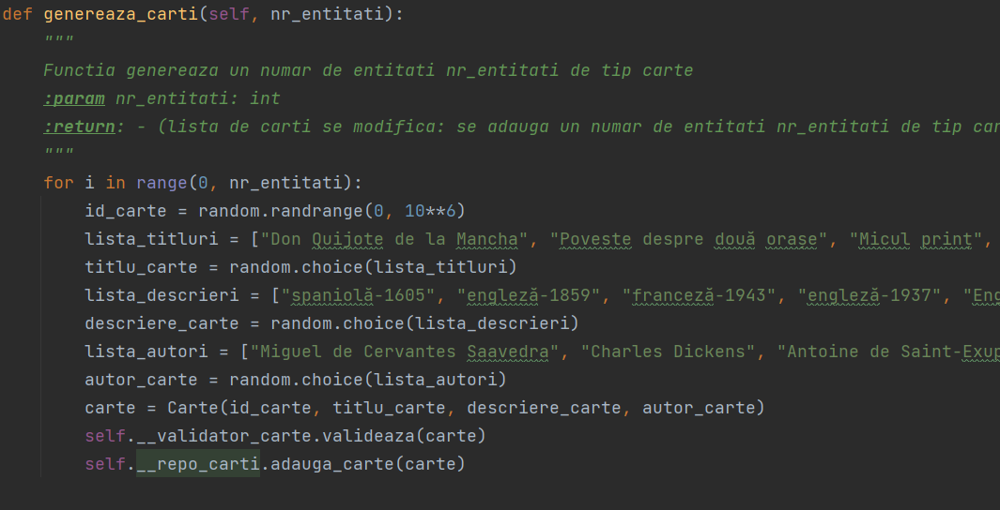 def genereaza_carti(self, nr_entitati):
"""
Functia genereaza un numar de entitati nr_entitati de tip carte
:param nr_entitati: int
:return: - (lista de carti se modifica: se adauga un numar de entitati nr_entitati de tip car
"""
for i in range(0, nr_entitati):
id_carte = random.randrange(0, 10**6)
lista_titluri = ["Don Quijote de la Mancha", "Poveste despre două orașe", "Micul prinț",
titlu_carte = random.choice(lista_titluri)
lista_descrieri = ["spaniolă-1605", "engleză-1859", "franceză-1943", "engleză-1937", "Eng
descriere_carte = random.choice(lista_descrieri)
lista_autori = ["Miguel de Cervantes Saavedra", "Charles Dickens", "Antoine de Saint-Exup
autor_carte = random.choice(lista_autori)
carte = Carte(id_carte, titlu_carte, descriere_carte, autor_carte)
self.__validator_carte.valideaza(carte)
self.__repo_carti.adauga_carte(carte)